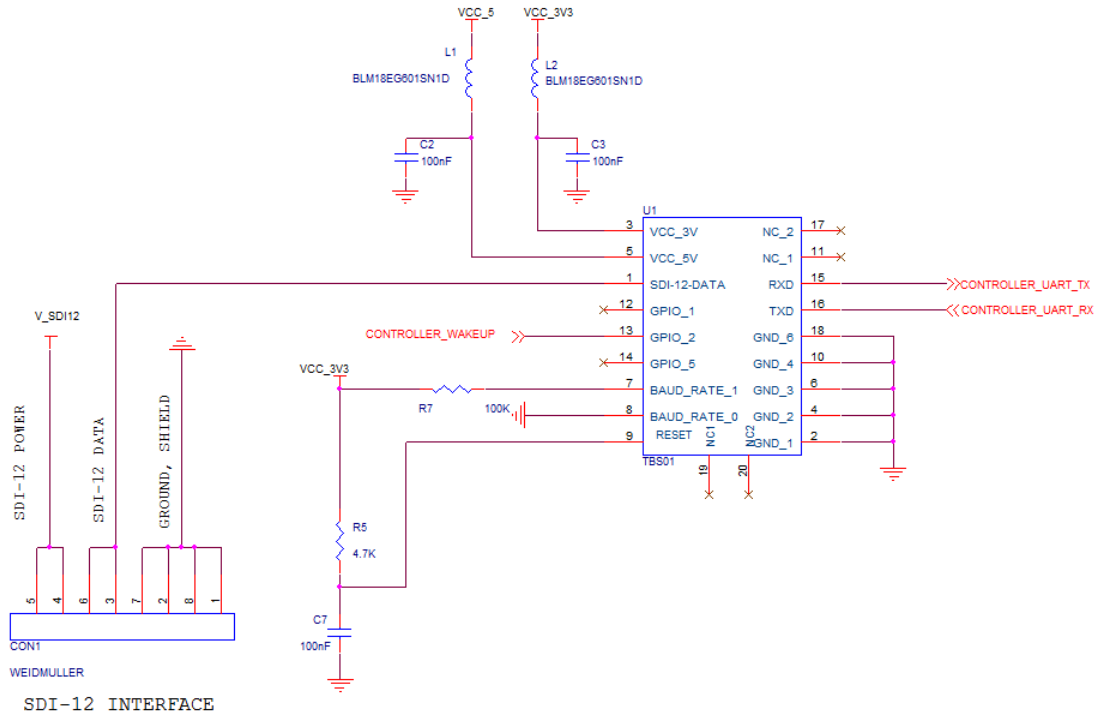 VCC_5
VCC_3V3
L1
BLM18EG601SN1D
L2
BLM18EG601SN1D
C2
100nF
C3
100nF
U1
3 VCC_3V NC_2 17
5 VCC_5V NC_1 11
1 SDI-12-DATA RXD 15 CONTROLLER_UART_TX
12 GPIO_1 TXD 16 CONTROLLER_UART_RX
CONTROLLER_WAKEUP 13 GPIO_2 GND_6 18
14 GPIO_5 GND_4 10
7 BAUD_RATE_1 GND_3 6
8 BAUD_RATE_0 GND_2 4
9 RESET GND_1 2
NC1
NC2
19
20
TBS01
V_SDI12
VCC_3V3
R7
100K
R5
4.7K
C7
100nF
SDI-12 POWER
SDI-12 DATA
GROUND, SHIELD
5 4 6 3 7 2 8 1
CON1
WEIDMULLER
SDI-12 INTERFACE